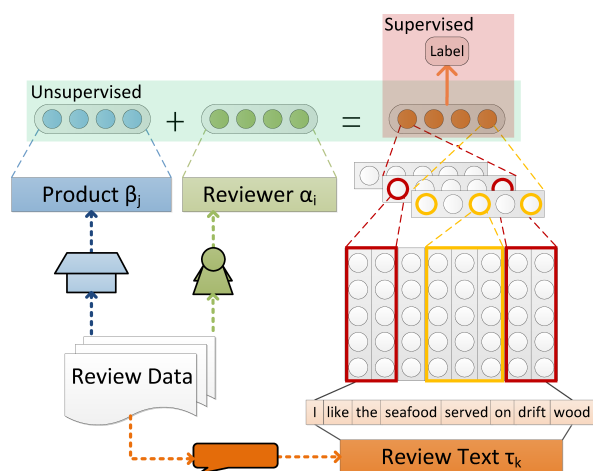 Supervised
Label
Unsupervised
+
=
Product βj
Reviewer αi
Review Data
I like the seafood served on drift wood
Review Text τk